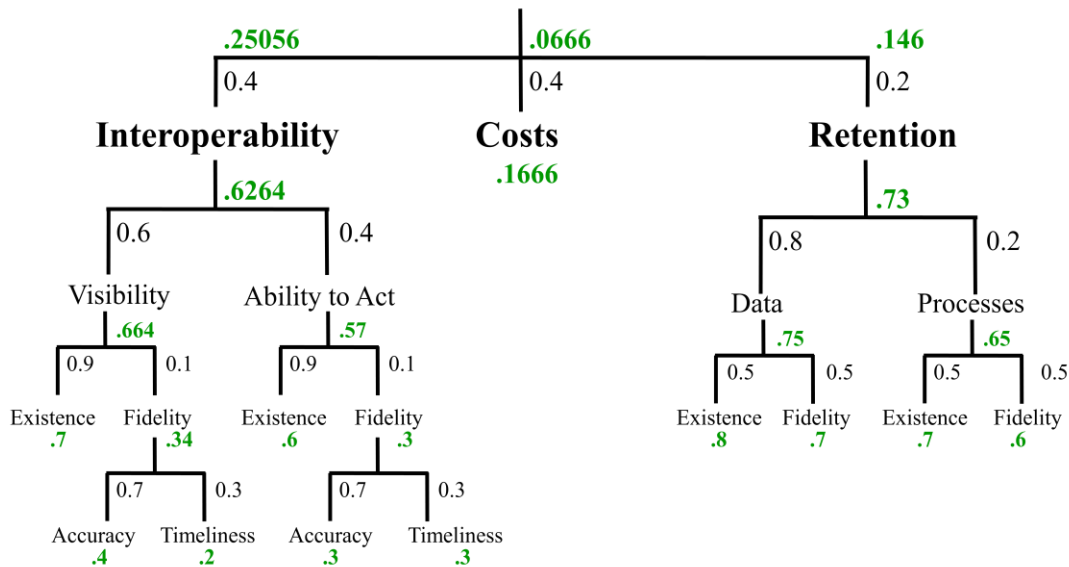 .25056 .0666 .146
0.4 0.4 0.2
Interoperability Costs Retention
.1666
.6264 .73
0.6 0.4 0.8 0.2
Visibility Ability to Act Data Processes
.664 .57 .75 .65
0.9 0.1 0.9 0.1 0.5 0.5 0.5 0.5
Existence Fidelity Existence Fidelity Existence Fidelity Existence Fidelity
.7 .34 .6 .3 .8 .7 .7 .6
0.7 0.3 0.7 0.3
Accuracy Timeliness Accuracy Timeliness
.4 .2 .3 .3